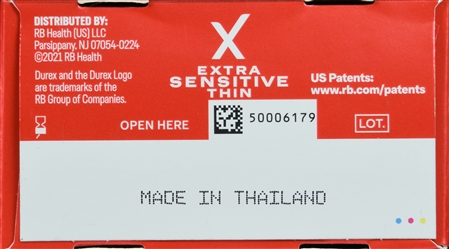 DISTRIBUTED BY:
RB Health (US) LLC
Parsippany, NJ 07054-0224
©2021 RB Health
Durex and the Durex Logo
are trademarks of the
RB Group of Companies.
X
EXTRA
SENSITIVE
THIN
US Patents:
www.rb.com/patents
OPEN HERE
50006179
LOT.
MADE IN THAILAND